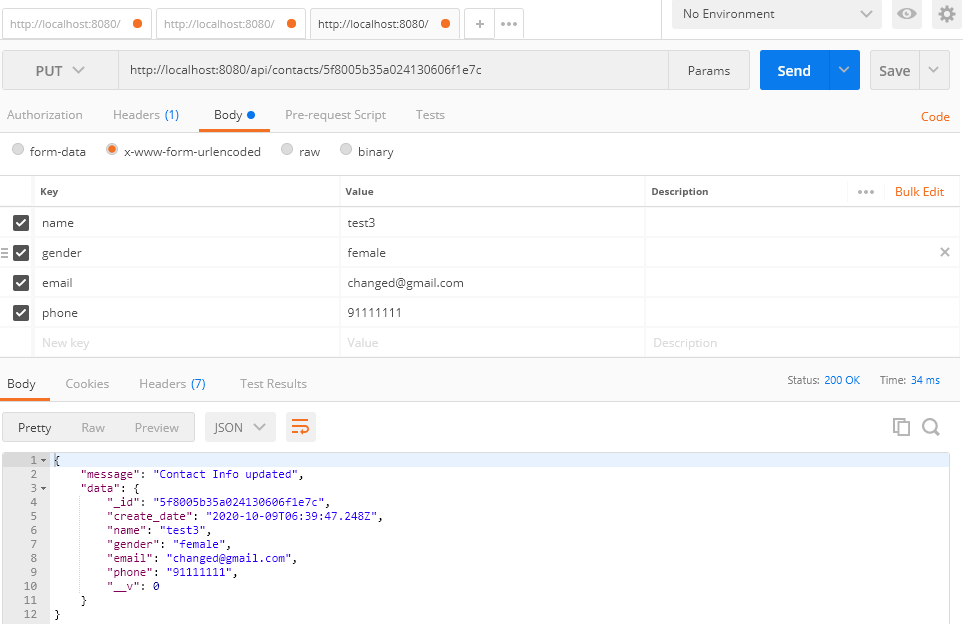 http://localhost:8080/ http://localhost:8080/ http://localhost:8080/ + ••• No Environment
PUT http://localhost:8080/api/contacts/5f8005b35a024130606f1e7c Params Send Save
Authorization Headers (1) Body Pre-request Script Tests Code
form-data x-www-form-urlencoded raw binary
Key Value Description ••• Bulk Edit
name test3
gender female
email changed@gmail.com
phone 91111111
New key Value Description
Body Cookies Headers (7) Test Results Status: 200 OK Time: 34 ms
Pretty Raw Preview JSON
1 {
2 "message": "Contact Info updated",
3 "data": {
4 "_id": "5f8005b35a024130606f1e7c",
5 "create_date": "2020-10-09T06:39:47.248Z",
6 "name": "test3",
7 "gender": "female",
8 "email": "changed@gmail.com",
9 "phone": "91111111",
10 "__v": 0
11 }
12 }